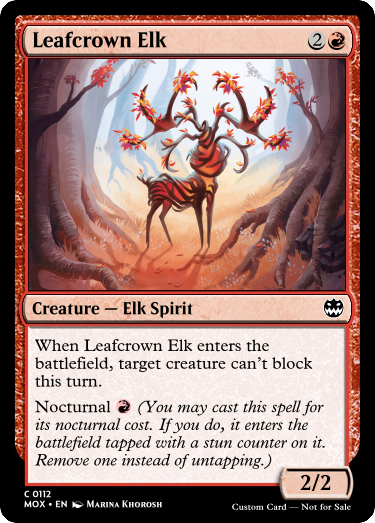 Leafcrown Elk 2
Creature — Elk Spirit
When Leafcrown Elk enters the
battlefield, target creature can't block
this turn.
Nocturnal (You may cast this spell for
its nocturnal cost. If you do, it enters the
battlefield tapped with a stun counter on it.
Remove one instead of untapping.)
2/2
C 0112
MOX • EN Marina Khorosh
Custom Card — Not for Sale